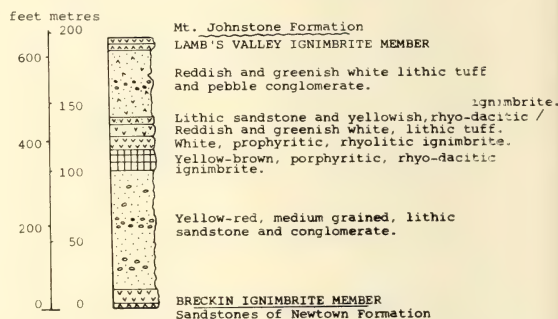 feet metres
200
600
150
400
100
200
50
0 0
Mt. Johnstone Formation
LAMB'S VALLEY IGNIMBRITE MEMBER
Reddish and greenish white lithic tuff
and pebble conglomerate.
ignimbrite.
Lithic sandstone and yellowish, rhyo-dacitic /
Reddish and greenish white, lithic tuff.
White, prophyritic, rhyolitic ignimbrite.
Yellow-brown, porphyritic, rhyo-dacitic
ignimbrite.
Yellow-red, medium grained, lithic
sandstone and conglomerate.
BRECKIN IGNIMBRITE MEMBER
Sandstones of Newtown Formation